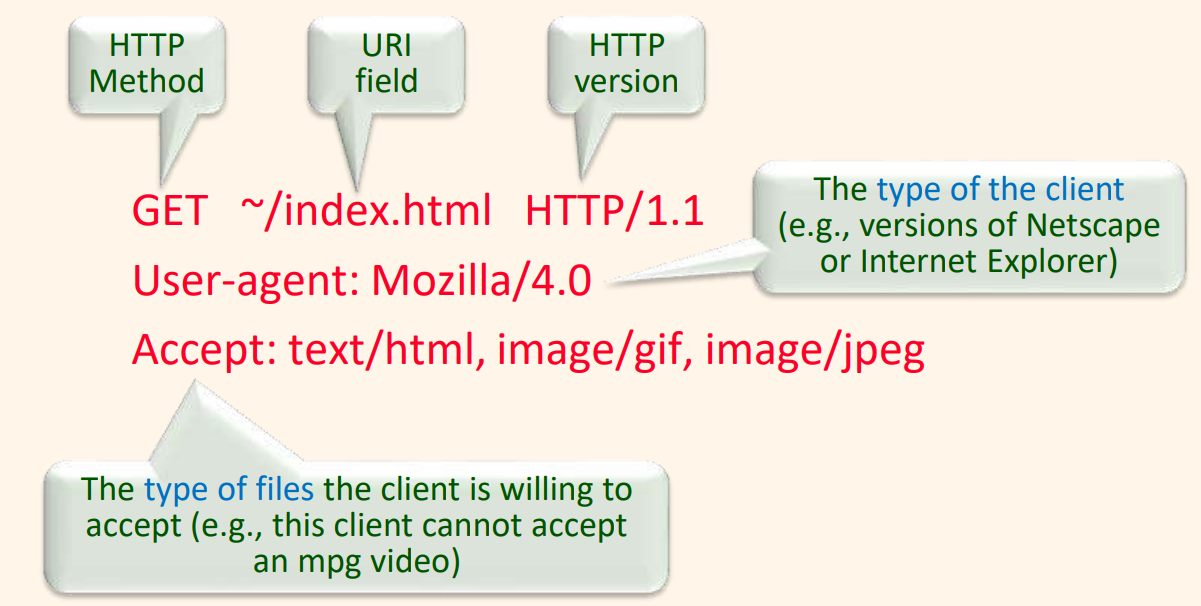 HTTP
Method
URI
field
HTTP
version
GET ~/index.html HTTP/1.1
The type of the client
(e.g., versions of Netscape
or Internet Explorer)
User-agent: Mozilla/4.0
Accept: text/html, image/gif, image/jpeg
The type of files the client is willing to
accept (e.g., this client cannot accept
an mpg video)